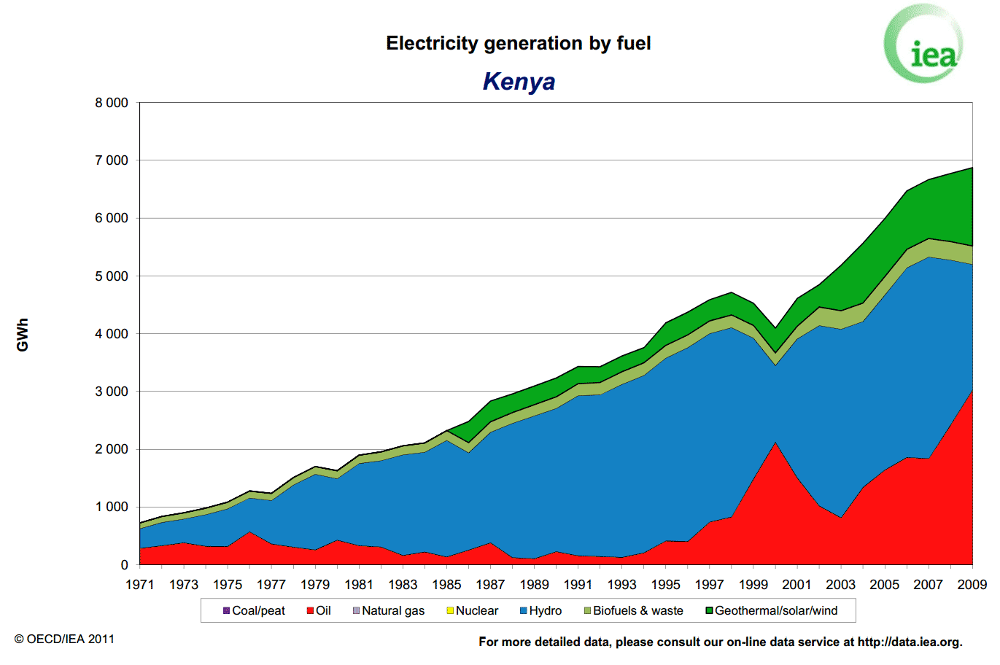 iea
Electricity generation by fuel
Kenya
8 000
7 000
6 000
5 000
4 000
3 000
2 000
1 000
0
GWh
1971 1973 1975 1977 1979 1981 1983 1985 1987 1989 1991 1993 1995 1997 1999 2001 2003 2005 2007 2009
Coal/peat Oil Natural gas Nuclear Hydro Biofuels & waste Geothermal/solar/wind
© OECD/IEA 2011
For more detailed data, please consult our on-line data service at http://data.iea.org.